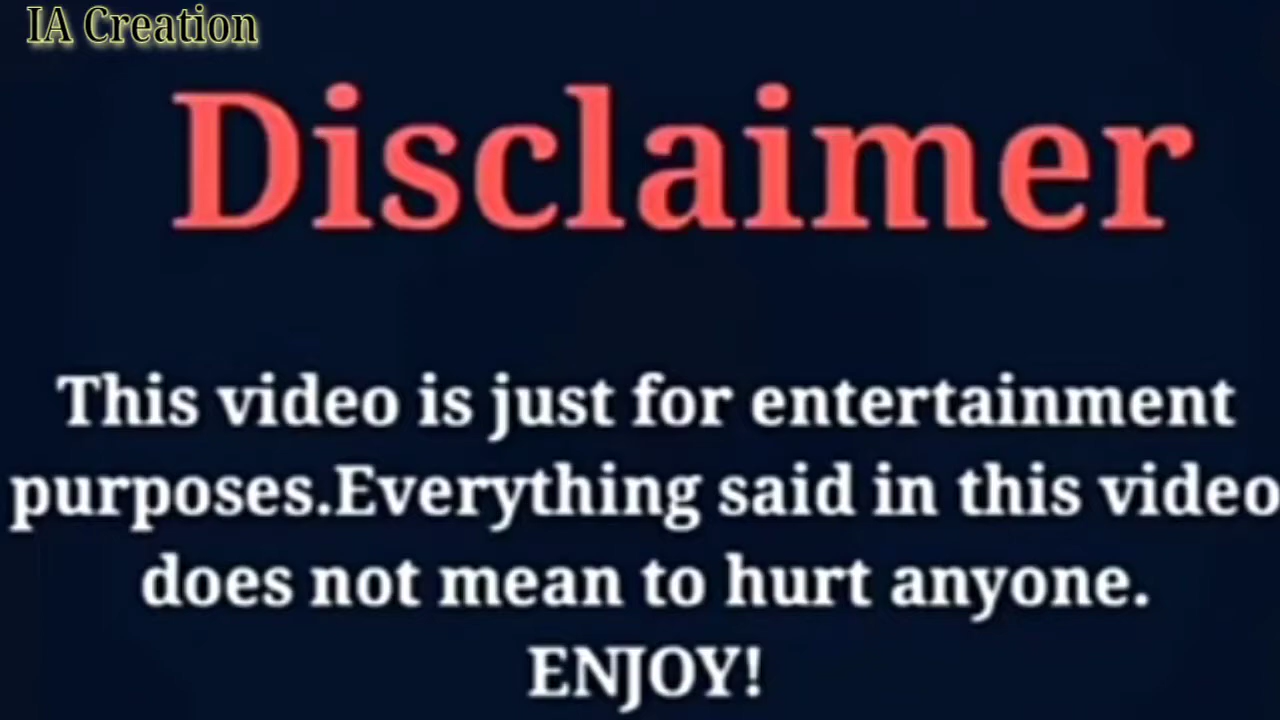 IA Creation
Disclaimer
This video is just for entertainment
purposes.Everything said in this video
does not mean to hurt anyone.
ENJOY!